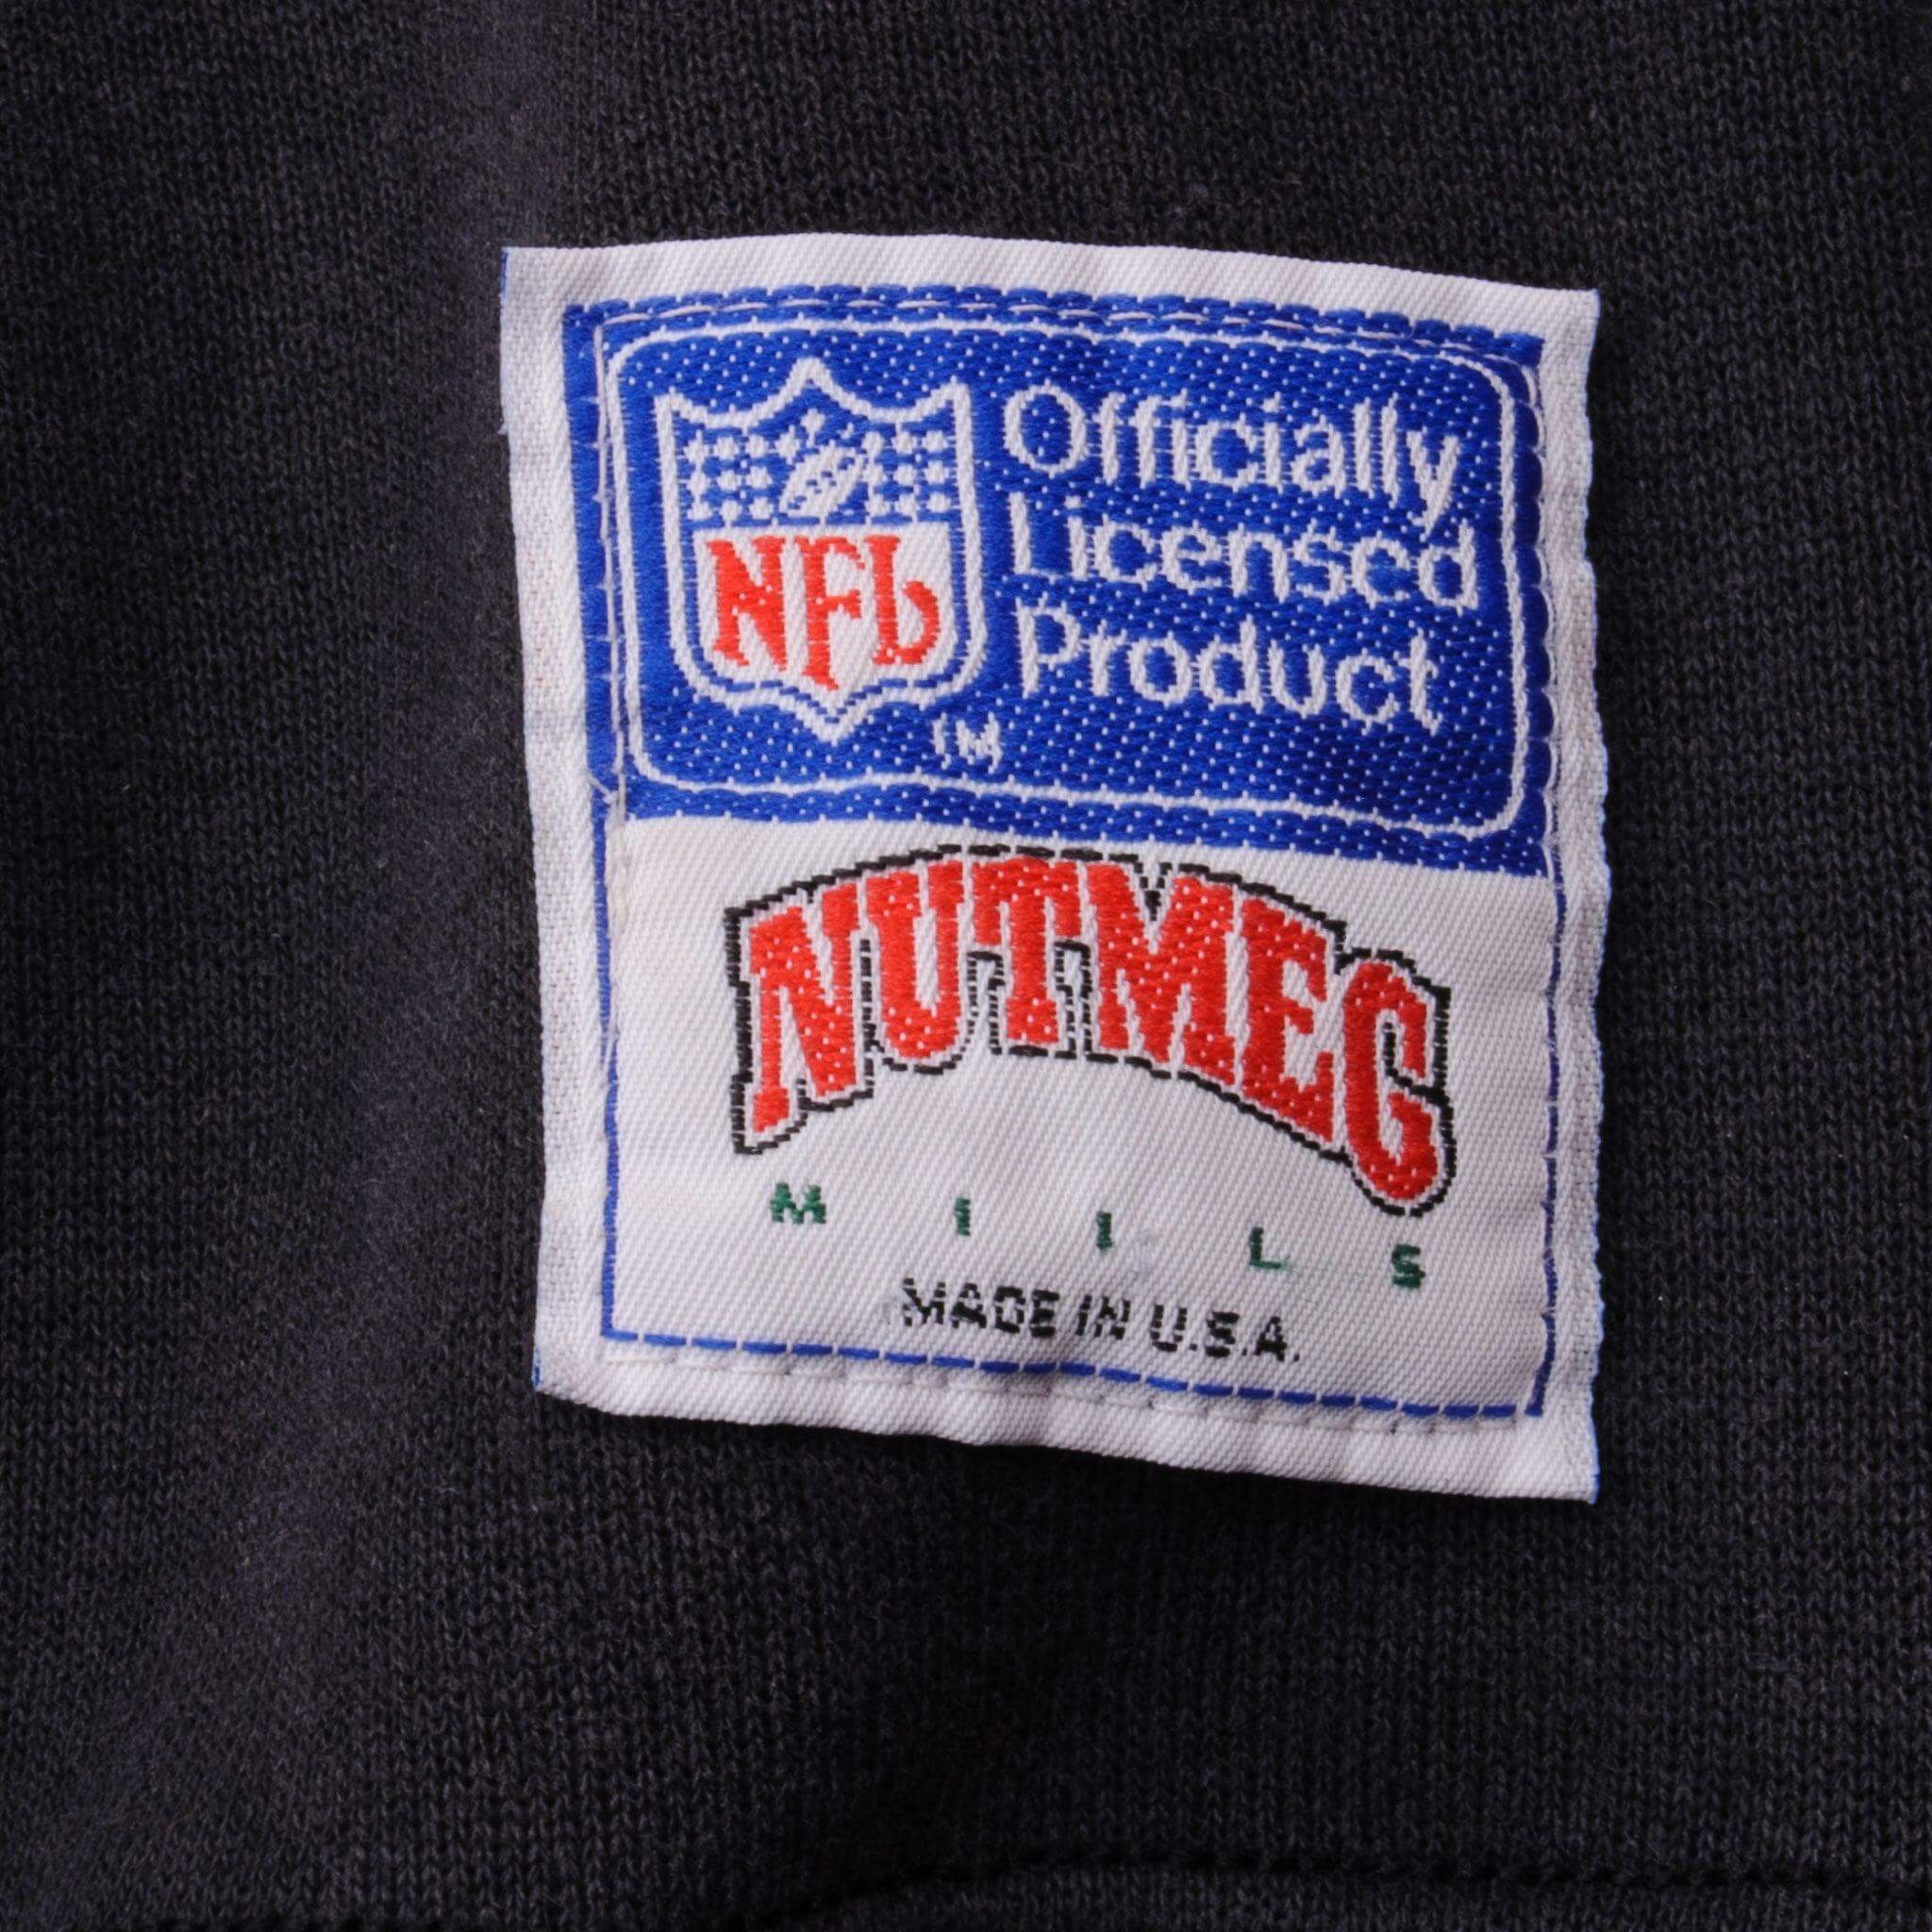 NFL
Officially
Licensed
Product
TM
NUTMEG
MILLS
MADE IN U.S.A.